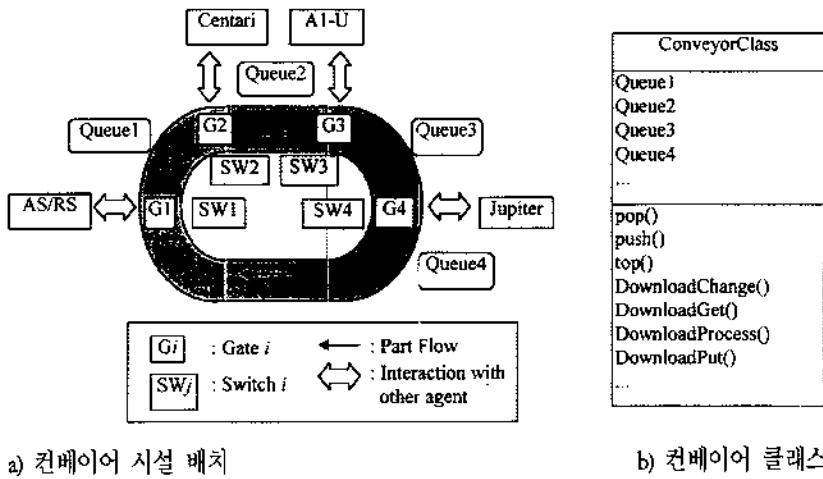 Centari
A1-U
Queue2
Queue1
G2
G3
Queue3
SW2
SW3
AS/RS
G1
SW1
SW4
G4
Jupiter
Queue4
Gi : Gate i
: Part Flow
SWj : Switch i
: Interaction with
other agent
a) 컨베이어 시설 배치
ConveyorClass
Queue1
Queue2
Queue3
Queue4
...
pop()
push()
top()
DownloadChange()
DownloadGet()
DownloadProcess()
DownloadPut()
...
b) 컨베이어 클래스